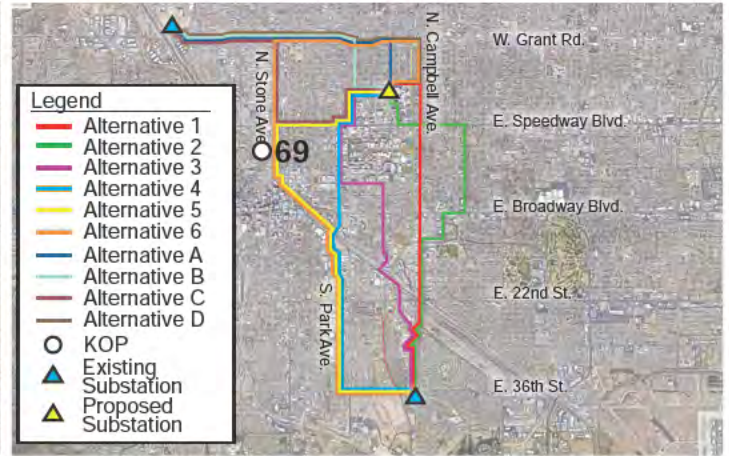 W. Grant Rd.
N. Campbell Ave.
N. Stone Ave.
E. Speedway Blvd.
69
E. Broadway Blvd.
E. 22nd St.
S. Park Ave.
E. 36th St.
Legend
Alternative 1
Alternative 2
Alternative 3
Alternative 4
Alternative 5
Alternative 6
Alternative A
Alternative B
Alternative C
Alternative D
KOP
Existing
Substation
Proposed
Substation